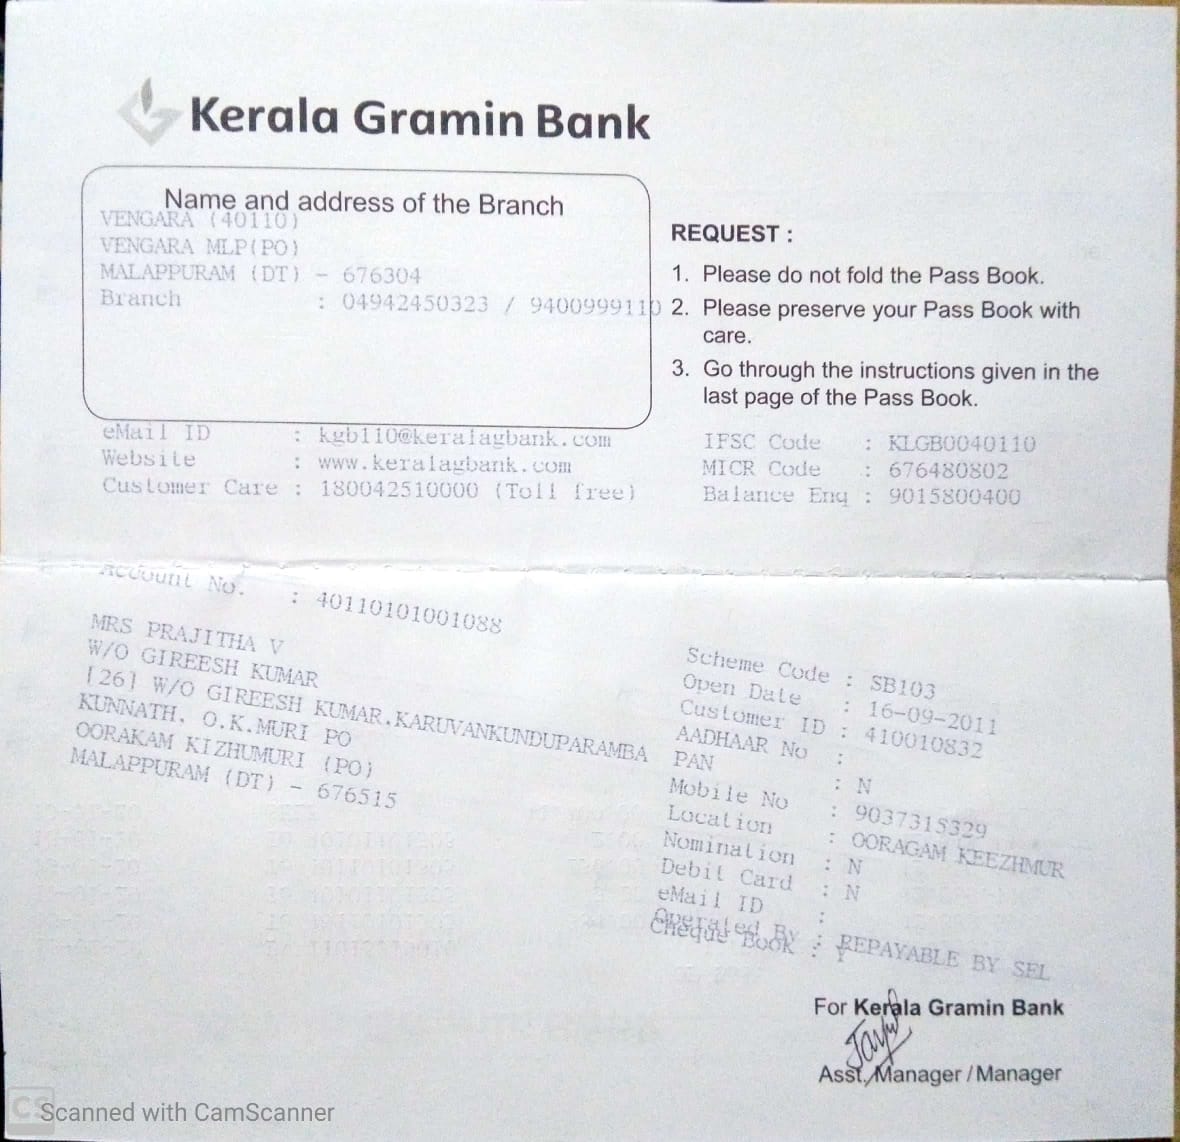 Kerala Gramin Bank
Name and address of the Branch
VENGARA (40110)
VENGARA MLP(PO)
MALAPPURAM (DT) - 676304
Branch : 04942450323 / 9400999110
REQUEST :
1. Please do not fold the Pass Book.
2. Please preserve your Pass Book with
care.
3. Go through the instructions given in the
last page of the Pass Book.
eMail ID : kgb110@keralagbank.com
Website : www.keralagbank.com
Customer Care : 180042510000 (Toll free)
IFSC Code : KLGB0040110
MICR Code : 676480802
Balance Enq : 9015800400
Account No. : 40110101001088
MRS PRAJITHA V
W/O GIREESH KUMAR
[26] W/O GIREESH KUMAR,KARUVANKUNDUPARAMBA
KUNNATH, O.K.MURI PO
OORAKAM KIZHUMURI (PO)
MALAPPURAM (DT) - 676515
Scheme Code : SB103
Open Date : 16-09-2011
Customer ID : 410010832
AADHAAR No :
PAN : N
Mobile No : 9037315329
Location : OORAGAM KEEZHMUR
Nomination : N
Debit Card : N
eMail ID :
Operated By : REPAYABLE BY SEL
Cheque Book : Y
For Kerala Gramin Bank
Asst. Manager / Manager
CS Scanned with CamScanner